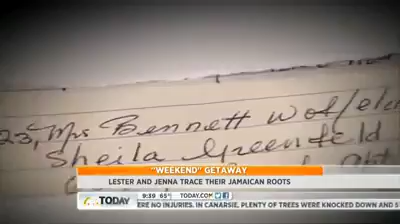 23, Mrs Bennett
Sheila Greenfield
"WEEKEND" GETAWAY
LESTER AND JENNA TRACE THEIR JAMAICAN ROOTS
9:39 65° TODAY.COM
TODAY
ERE NO INJURIES. IN CANARSIE, PLENTY OF TREES WERE KNOCKED DOWN AND S